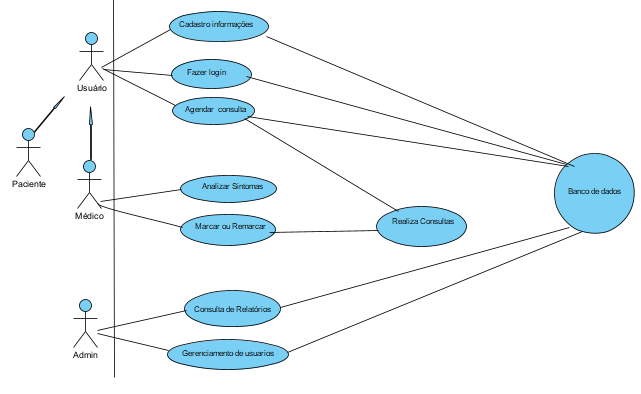 Cadastro informações
Fazer login
Usuário
Agendar consulta
Paciente
Analizar Sintomas
Banco de dados
Médico
Marcar ou Remarcar
Realiza Consultas
Consulta de Relatórios
Admin
Gerenciamento de usuarios